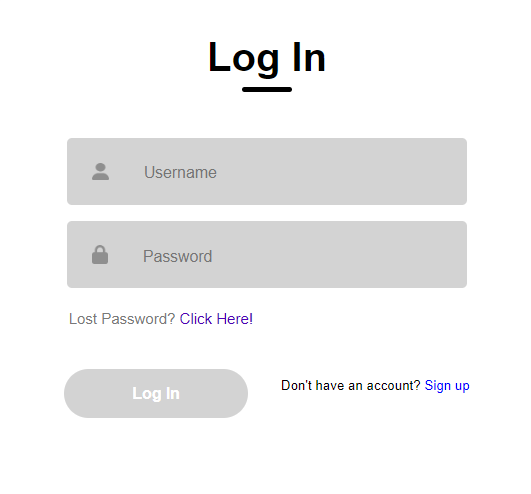 Log In
Username
Password
Lost Password? Click Here!
Log In
Don't have an account? Sign up